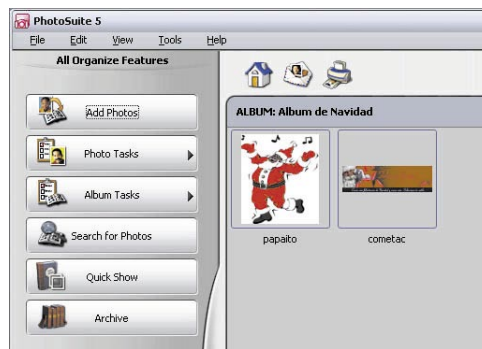 PhotoSuite 5
File Edit View Tools Help
All Organize Features
Add Photos
Photo Tasks
Album Tasks
Search for Photos
Quick Show
Archive
ALBUM: Album de Navidad
papaito cometac